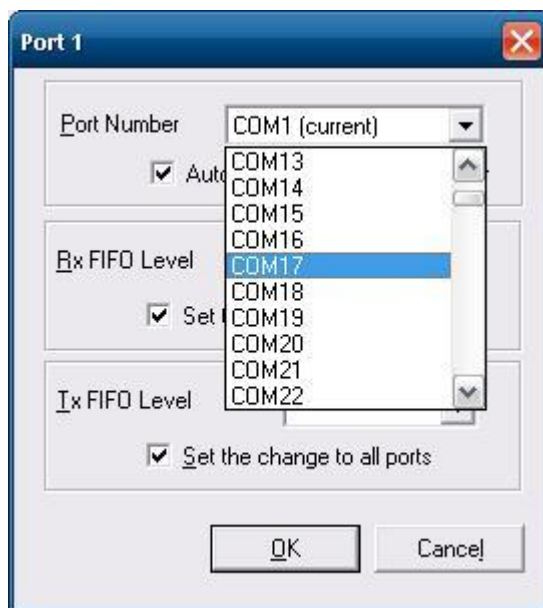 Port 1
Port Number
COM1 (current)
COM13
COM14
COM15
COM16
COM17
COM18
COM19
COM20
COM21
COM22
Rx FIFO Level
Set
Tx FIFO Level
Set the change to all ports
OK
Cancel